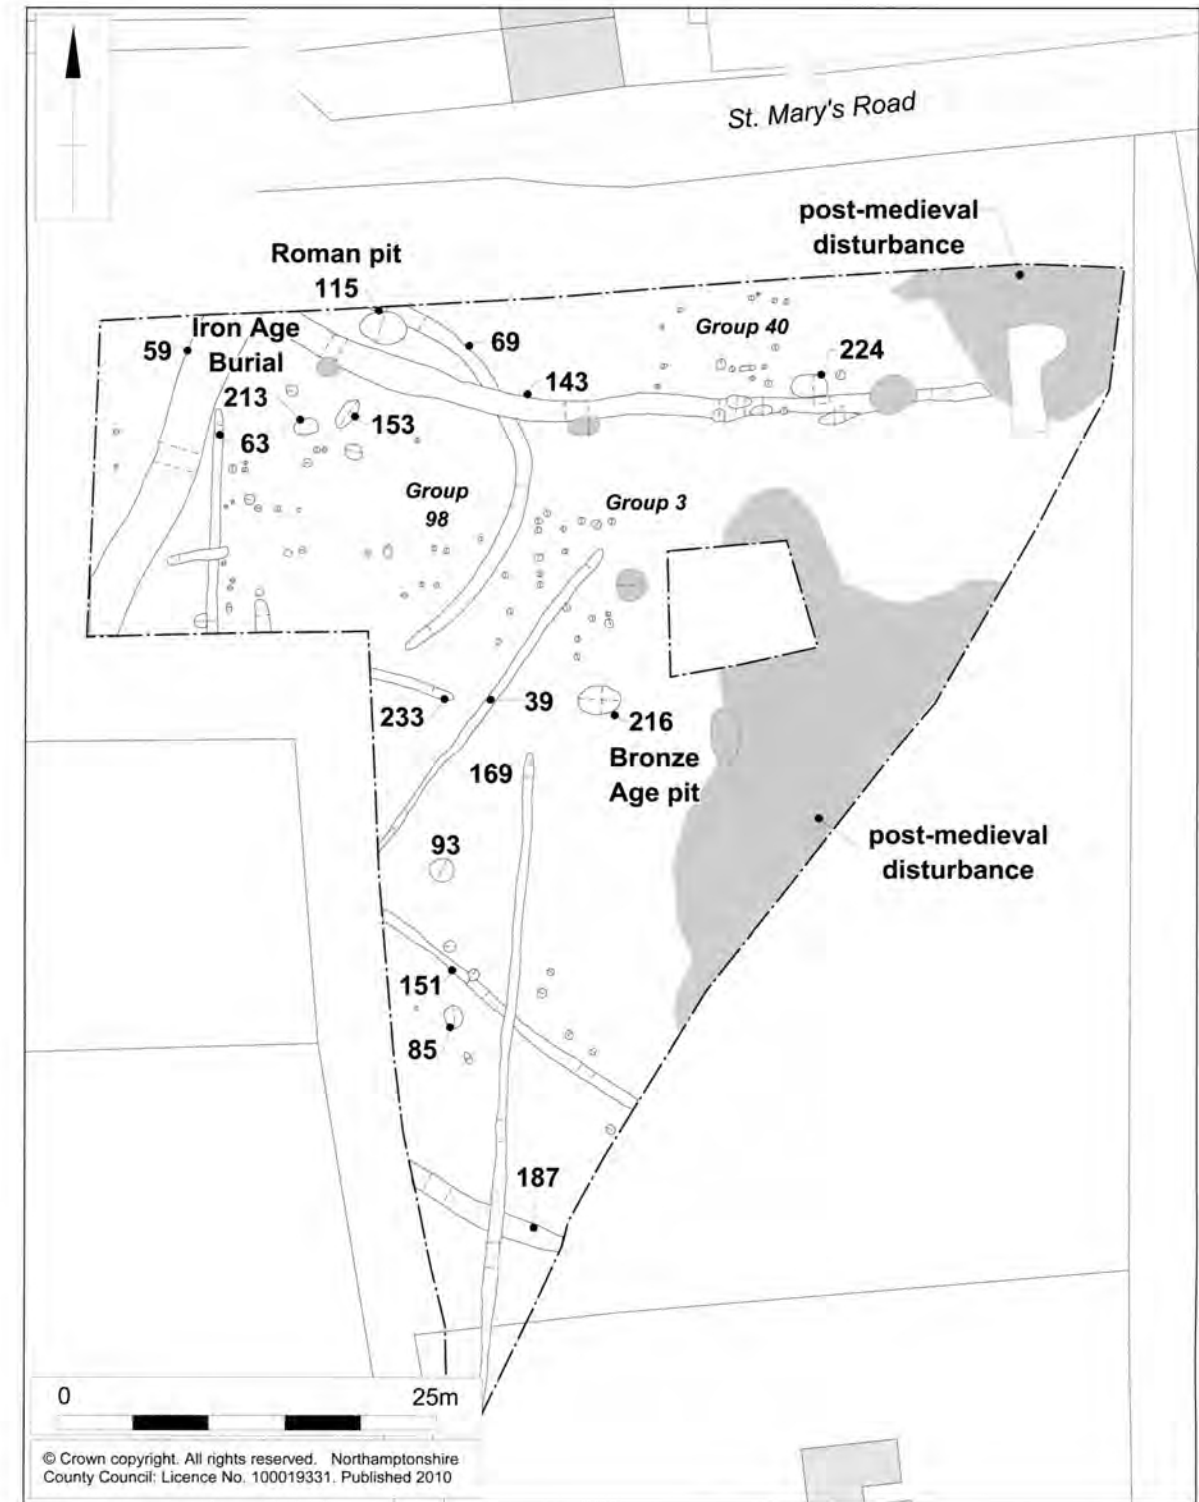 St. Mary's Road
post-medieval
disturbance
Roman pit
115
Iron Age
Burial
59
69
Group 40
224
143
213
153
63
Group
98
Group 3
233
39
216
Bronze
Age pit
169
post-medieval
disturbance
93
151
85
187
0 25m
© Crown copyright. All rights reserved. Northamptonshire
County Council: Licence No. 100019331. Published 2010